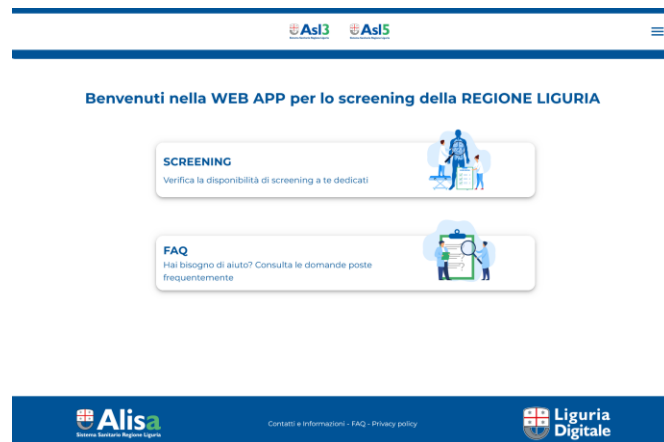 Asl3 Asl5
Benvenuti nella WEB APP per lo screening della REGIONE LIGURIA
SCREENING
Verifica la disponibilità di screening a te dedicati
FAQ
Hai bisogno di aiuto? Consulta le domande poste
frequentemente
Alisa
Sistema Sanitario Regione Liguria
Contatti e Informazioni - FAQ - Privacy policy
Liguria
Digitale